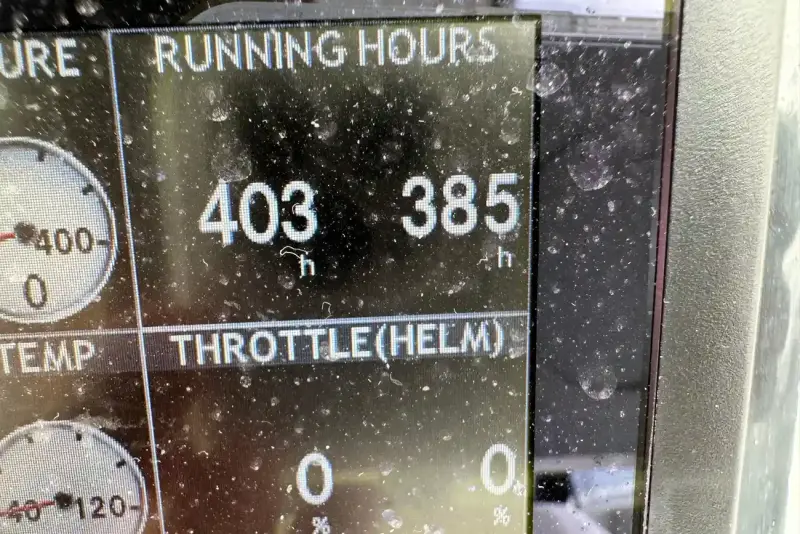 URE
RUNNING HOURS
403 385
h h
400
0
TEMP
THROTTLE(HELM)
0 0
% %
40 120